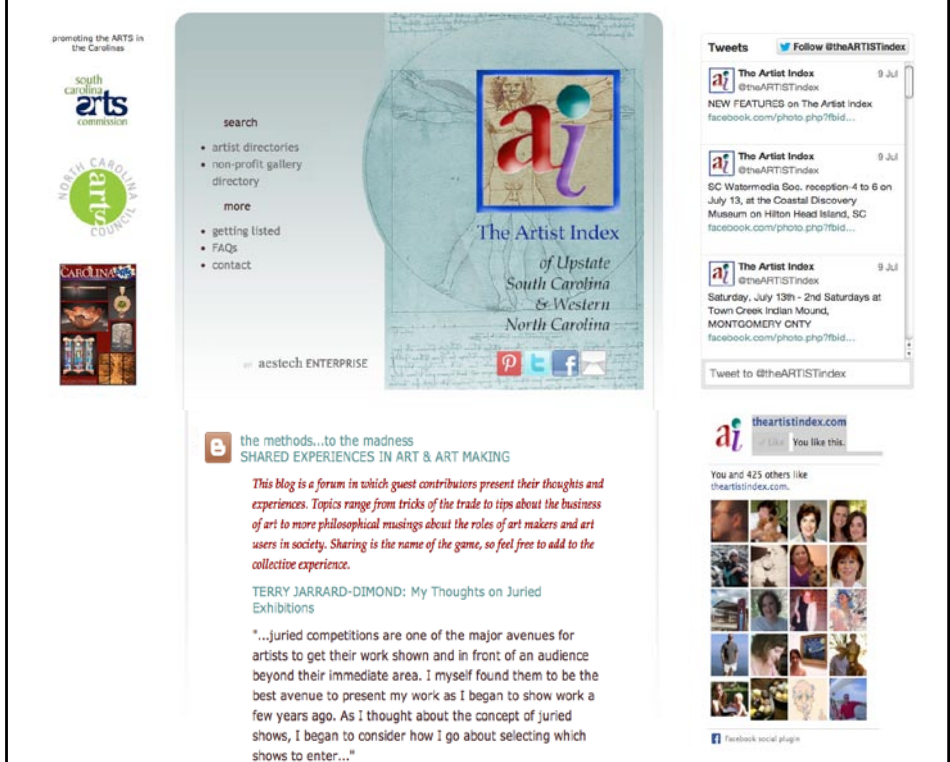 promoting the ARTS in
the Carolinas
south
carolina
arts
commission
NORTH CAROLINA
arts
COUNCIL
CAROLINA ARTS
search
• artist directories
• non-profit gallery
directory
more
• getting listed
• FAQs
• contact
an aestech ENTERPRISE
ai
The Artist Index
of Upstate
South Carolina
& Western
North Carolina
the methods...to the madness
SHARED EXPERIENCES IN ART & ART MAKING
This blog is a forum in which guest contributors present their thoughts and
experiences. Topics range from tricks of the trade to tips about the business
of art to more philosophical musings about the roles of art makers and art
users in society. Sharing is the name of the game, so feel free to add to the
collective experience.
TERRY JARRARD-DIMOND: My Thoughts on Juried
Exhibitions
"...juried competitions are one of the major avenues for
artists to get their work shown and in front of an audience
beyond their immediate area. I myself found them to be the
best avenue to present my work as I began to show work a
few years ago. As I thought about the concept of juried
shows, I began to consider how I go about selecting which
shows to enter..."
Tweets Follow @theARTISTindex
The Artist Index 9 Jul
@theARTISTindex
NEW FEATURES on The Artist Index
facebook.com/photo.php?fbid...
The Artist Index 9 Jul
@theARTISTindex
SC Watermedia Soc. reception-4 to 6 on
July 13, at the Coastal Discovery
Museum on Hilton Head Island, SC
facebook.com/photo.php?fbid...
The Artist Index 9 Jul
@theARTISTindex
Saturday, July 13th - 2nd Saturdays at
Town Creek Indian Mound,
MONTGOMERY CNTY
facebook.com/photo.php?fbid...
Tweet to @theARTISTindex
ai
theartistindex.com
Like You like this.
You and 425 others like
theartistindex.com.
Facebook social plugin